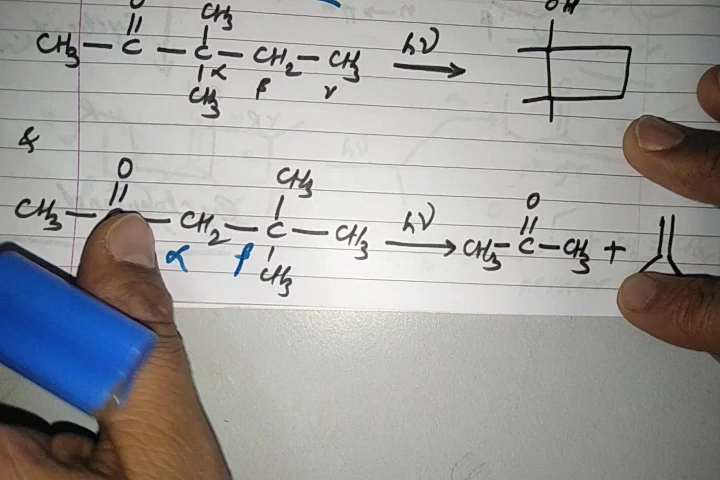 O CH3 OH
CH3 — C — C — CH2 — CH3 hν
α β γ
CH3
&
O CH3 O
CH3 — C — CH2 — C — CH3 hν CH3 — C — CH3 +
α β CH3